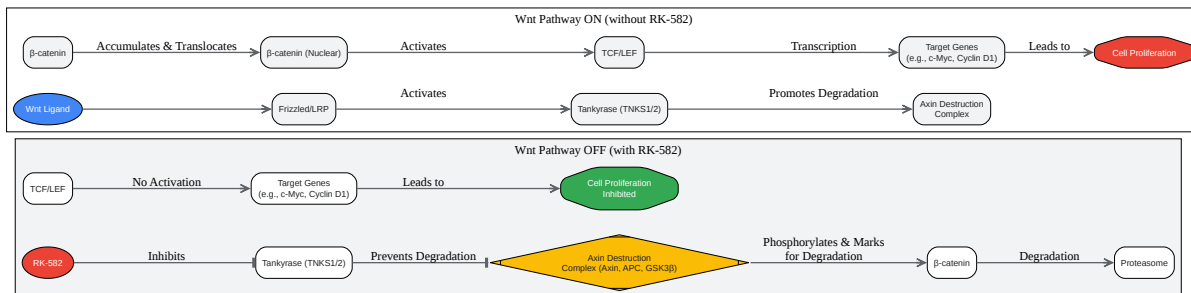 Wnt Pathway ON (without RK-582)
β-catenin
Accumulates & Translocates
β-catenin (Nuclear)
Activates
TCF/LEF
Transcription
Target Genes
(e.g., c-Myc, Cyclin D1)
Leads to
Cell Proliferation
Wnt Ligand
Frizzled/LRP
Activates
Tankyrase (TNKS1/2)
Promotes Degradation
Axin Destruction
Complex
Wnt Pathway OFF (with RK-582)
TCF/LEF
No Activation
Target Genes
(e.g., c-Myc, Cyclin D1)
Leads to
Cell Proliferation
Inhibited
RK-582
Inhibits
Tankyrase (TNKS1/2)
Prevents Degradation
Axin Destruction
Complex (Axin, APC, GSK3β)
Phosphorylates & Marks
for Degradation
β-catenin
Degradation
Proteasome